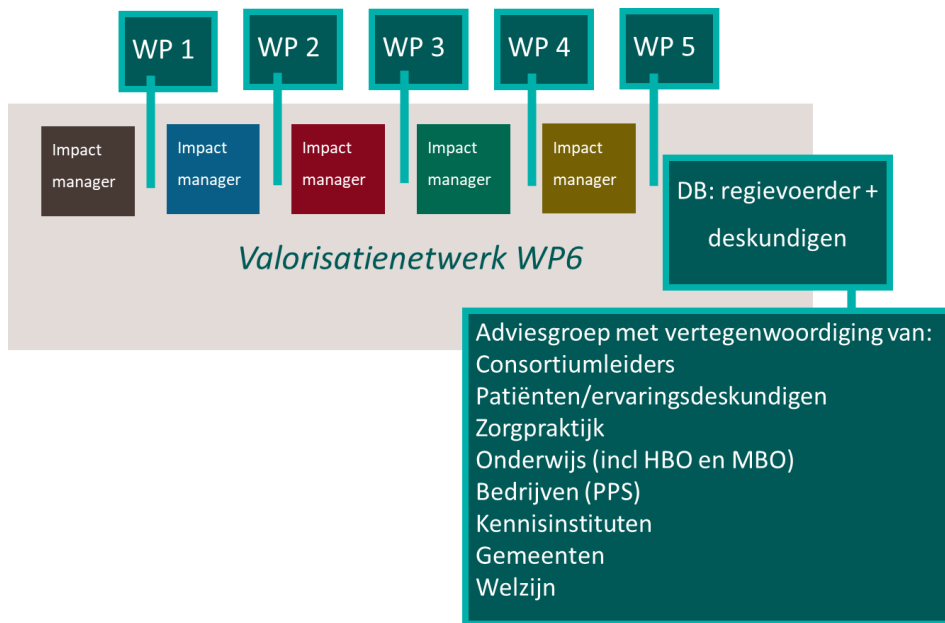 WP 1
WP 2
WP 3
WP 4
WP 5
Impact
manager
Impact
manager
Impact
manager
Impact
manager
Impact
manager
DB: regievoerder +
deskundigen
Valorisatienetwerk WP6
Adviesgroep met vertegenwoordiging van:
Consortiumleiders
Patiënten/ervaringsdeskundigen
Zorgpraktijk
Onderwijs (incl HBO en MBO)
Bedrijven (PPS)
Kennisinstituten
Gemeenten
Welzijn